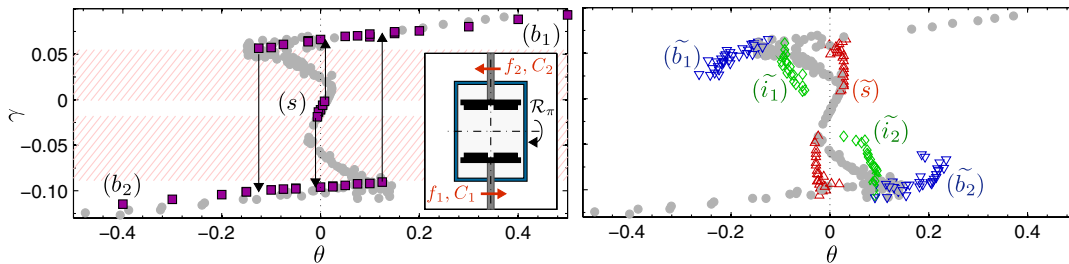 0.05
0
−0.05
−0.10
γ
−0.4
−0.2
0
0.2
0.4
θ
(b₁)
(s)
(b₂)
f₂, C₂
R_π
f₁, C₁
(b̃₁)
(ĩ₁)
(s̃)
(ĩ₂)
(b̃₂)
−0.4
−0.2
0
0.2
0.4
θ